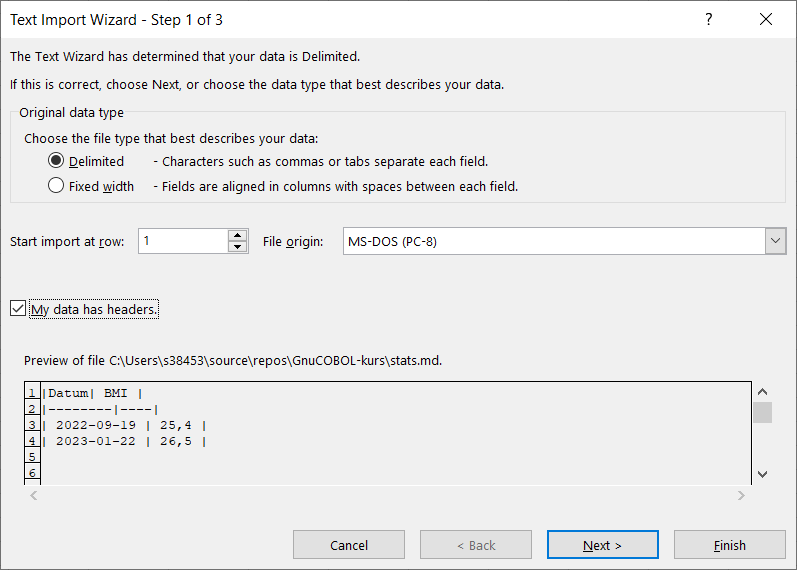 Text Import Wizard - Step 1 of 3 ?
The Text Wizard has determined that your data is Delimited.
If this is correct, choose Next, or choose the data type that best describes your data.
Original data type
Choose the file type that best describes your data:
Delimited - Characters such as commas or tabs separate each field.
Fixed width - Fields are aligned in columns with spaces between each field.
Start import at row: 1 File origin: MS-DOS (PC-8)
My data has headers.
Preview of file C:\Users\s38453\source\repos\GnuCOBOL-kurs\stats.md.
1 |Datum| BMI |
2 |--------|----|
3 | 2022-09-19 | 25,4 |
4 | 2023-01-22 | 26,5 |
5
6
Cancel < Back Next > Finish